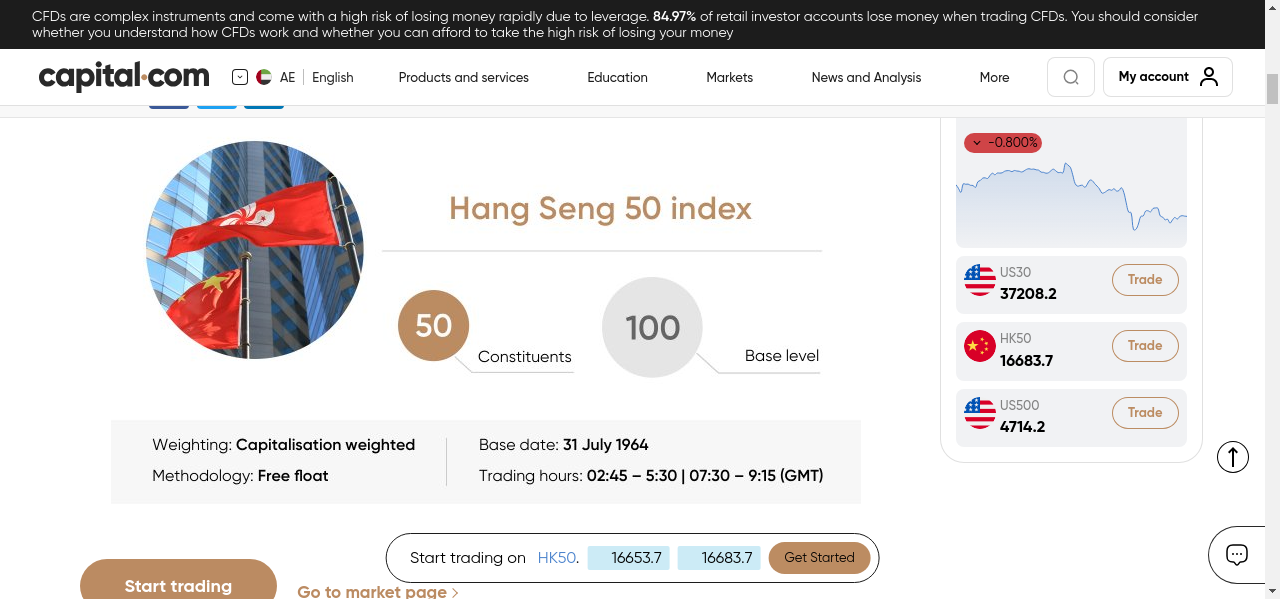 CFDs are complex instruments and come with a high risk of losing money rapidly due to leverage. 84.97% of retail investor accounts lose money when trading CFDs. You should consider
whether you understand how CFDs work and whether you can afford to take the high risk of losing your money
capital.com
AE
English
Products and services
Education
Markets
News and Analysis
More
My account
Hang Seng 50 index
50
Constituents
100
Base level
Weighting: Capitalisation weighted
Methodology: Free float
Base date: 31 July 1964
Trading hours: 02:45 – 5:30 | 07:30 – 9:15 (GMT)
-0.800%
US30
37208.2
Trade
HK50
16683.7
Trade
US500
4714.2
Trade
Start trading
Go to market page
Start trading on HK50. 16653.7 16683.7 Get Started